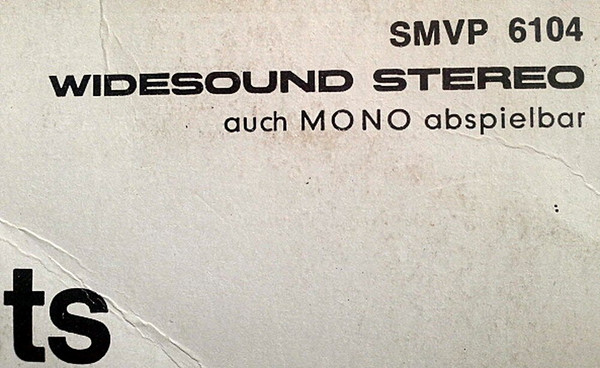 SMVP 6104
WIDESOUND STEREO
auch MONO abspielbar
ts